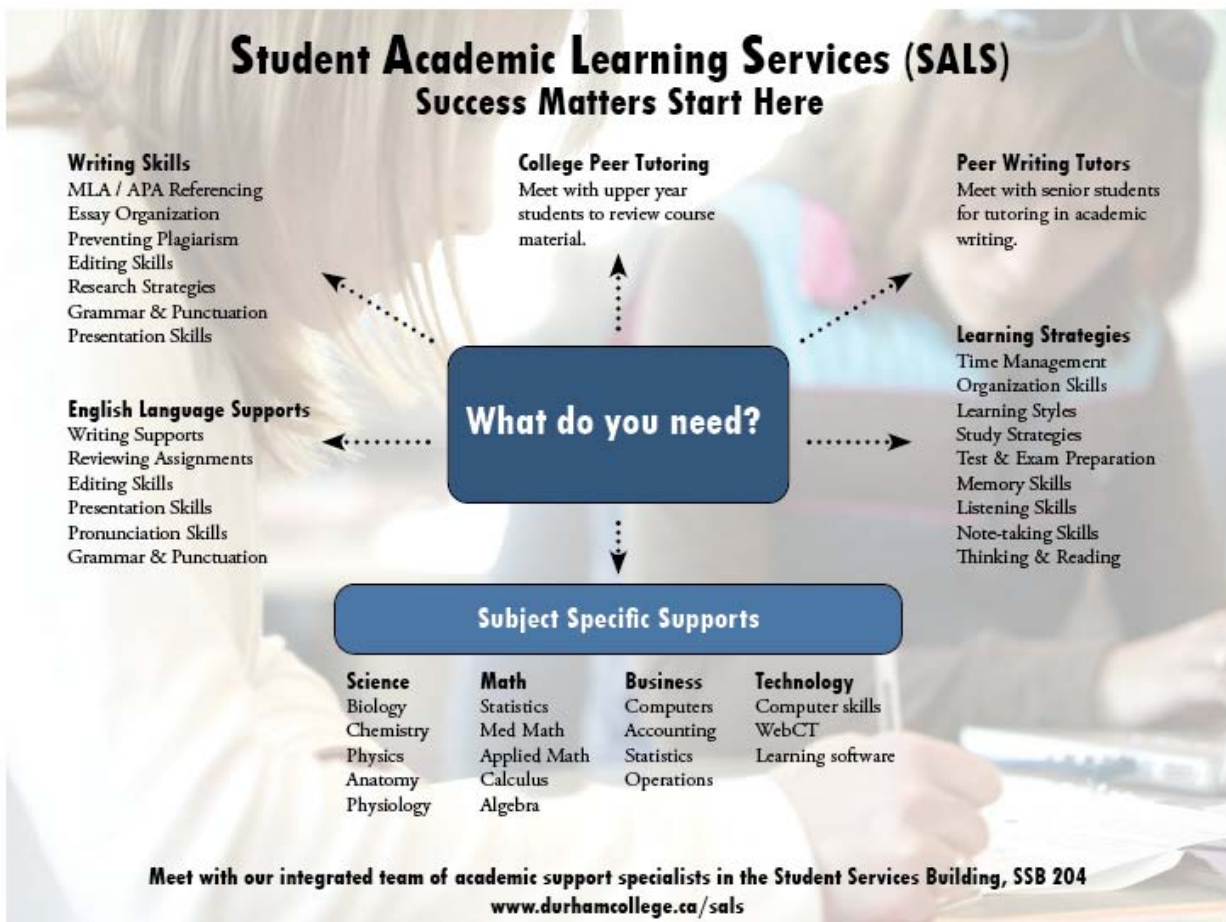 Student Academic Learning Services (SALS)
Success Matters Start Here
Writing Skills
MLA / APA Referencing
Essay Organization
Preventing Plagiarism
Editing Skills
Research Strategies
Grammar & Punctuation
Presentation Skills
College Peer Tutoring
Meet with upper year
students to review course
material.
Peer Writing Tutors
Meet with senior students
for tutoring in academic
writing.
English Language Supports
Writing Supports
Reviewing Assignments
Editing Skills
Presentation Skills
Pronunciation Skills
Grammar & Punctuation
What do you need?
Learning Strategies
Time Management
Organization Skills
Learning Styles
Study Strategies
Test & Exam Preparation
Memory Skills
Listening Skills
Note-taking Skills
Thinking & Reading
Subject Specific Supports
Science
Biology
Chemistry
Physics
Anatomy
Physiology
Math
Statistics
Med Math
Applied Math
Calculus
Algebra
Business
Computers
Accounting
Statistics
Operations
Technology
Computer skills
WebCT
Learning software
Meet with our integrated team of academic support specialists in the Student Services Building, SSB 204
www.durhamcollege.ca/sals